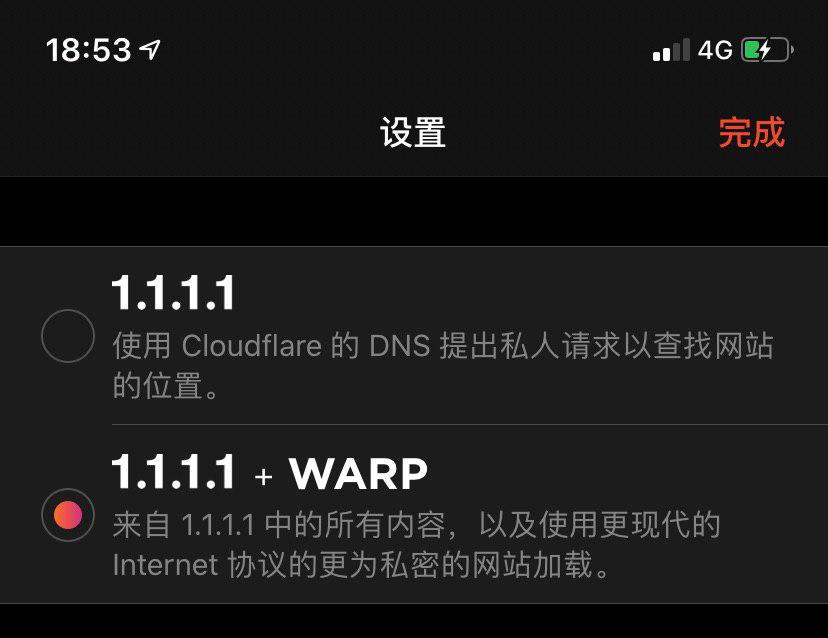 18:53 4G
设置 完成
1.1.1.1
使用 Cloudflare 的 DNS 提出私人请求以查找网站
的位置。
1.1.1.1 + WARP
来自 1.1.1.1 中的所有内容，以及使用更现代的
Internet 协议的更为私密的网站加载。